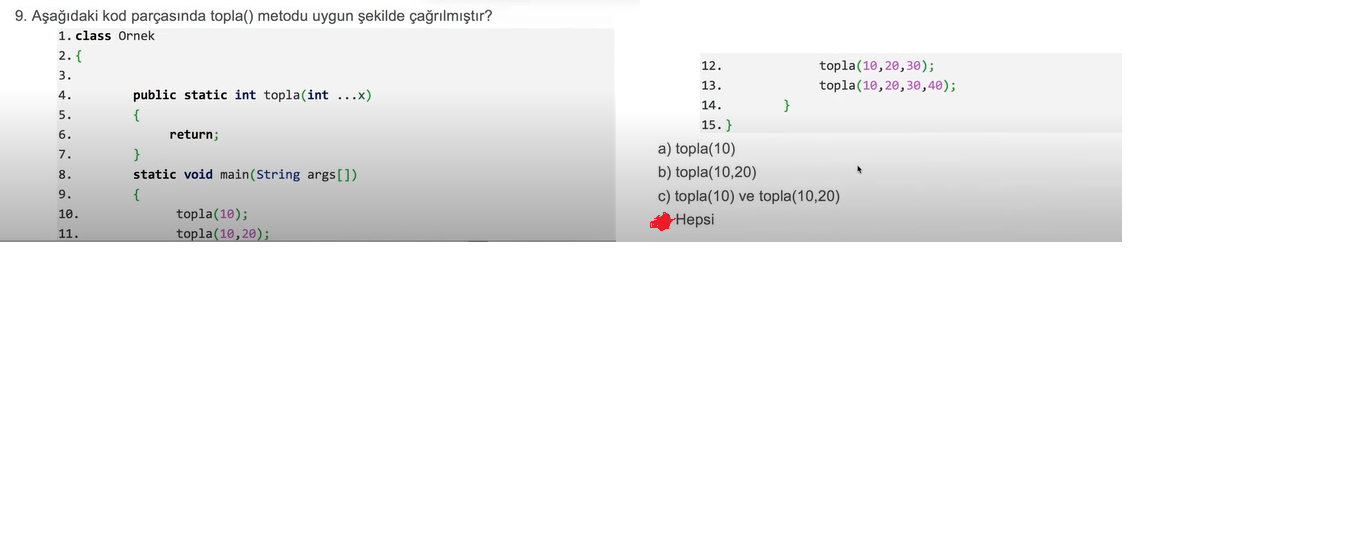 9. Aşağıdaki kod parçasında topla() metodu uygun şekilde çağrılmıştır?
1. class Ornek
2. {
3.
4. public static int topla(int ...x)
5. {
6. return;
7. }
8. static void main(String args[])
9. {
10. topla(10);
11. topla(10,20);
12. topla(10,20,30);
13. topla(10,20,30,40);
14. }
15. }
a) topla(10)
b) topla(10,20)
c) topla(10) ve topla(10,20)
Hepsi